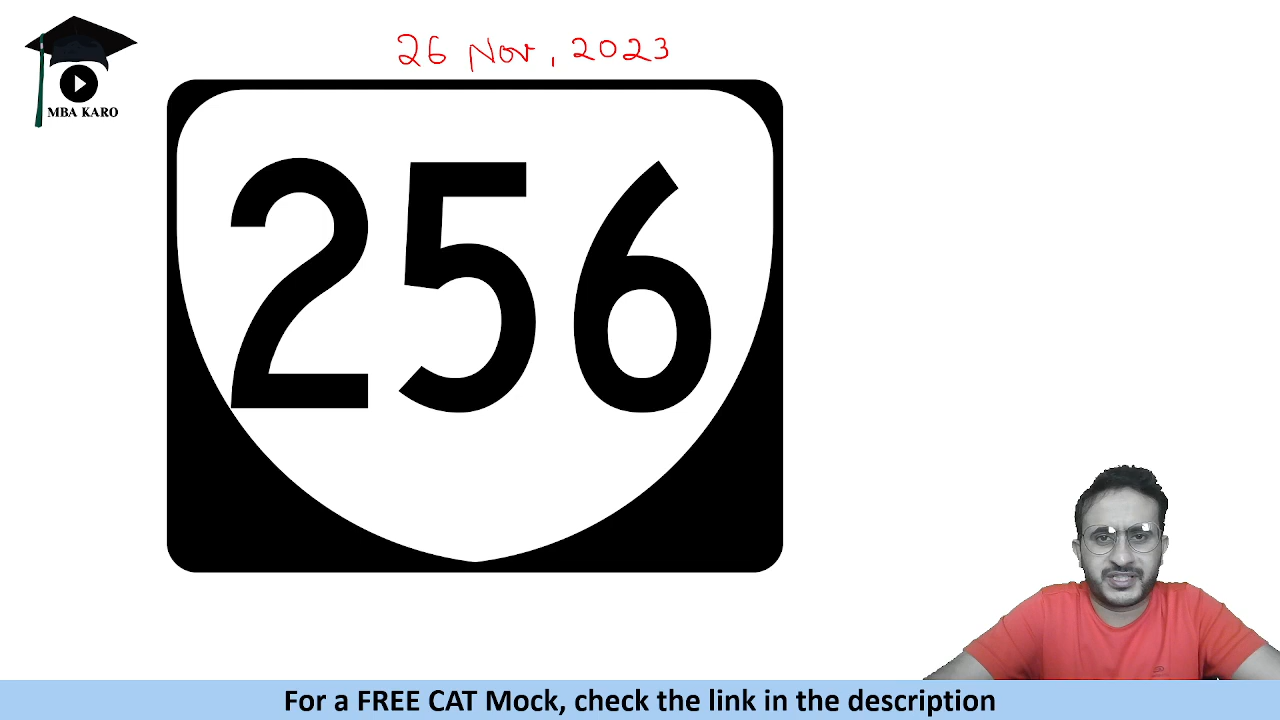 26 Nov, 2023
MBA KARO
256
For a FREE CAT Mock, check the link in the description